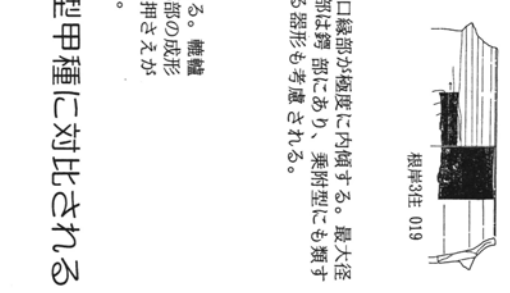 根岸3住 019
口縁部が極度に内傾する。最大径
部は鍔部にあり、乗附型にも類す
る器形も考慮される。
る。轆轤
部の成形
押さえが
。
型甲種に対比される